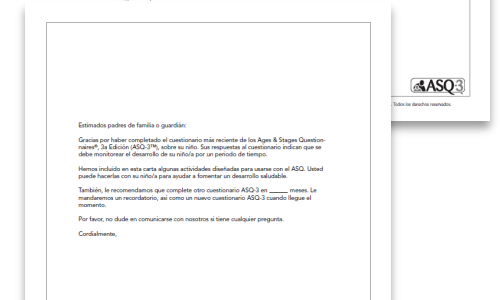 ASQ3
Todos los derechos reservados.
Estimados padres de familia o guardián:
Gracias por haber completado el cuestionario más reciente de los Ages & Stages Question-
naires®, 3a Edición (ASQ-3™), sobre su niño. Sus respuestas al cuestionario indican que se
debe monitorear el desarrollo de su niño/a por un periodo de tiempo.
Hemos incluido en esta carta algunas actividades diseñadas para usarse con el ASQ. Usted
puede hacerlas con su niño/a para ayudar a fomentar un desarrollo saludable.
También, le recomendamos que complete otro cuestionario ASQ-3 en ______ meses. Le
mandaremos un recordatorio, así como un nuevo cuestionario ASQ-3 cuando llegue el
momento.
Por favor, no dude en comunicarse con nosotros si tiene cualquier pregunta.
Cordialmente,